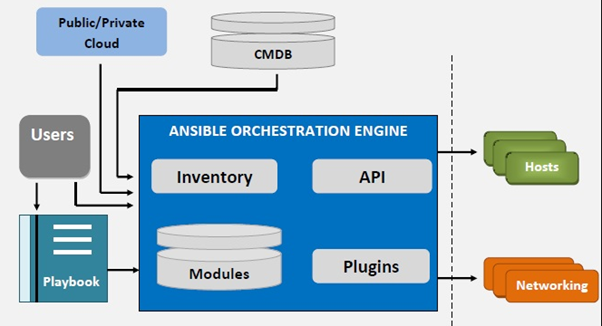 Public/Private
Cloud
CMDB
Users
ANSIBLE ORCHESTRATION ENGINE
Inventory
API
Hosts
Modules
Plugins
Playbook
Networking